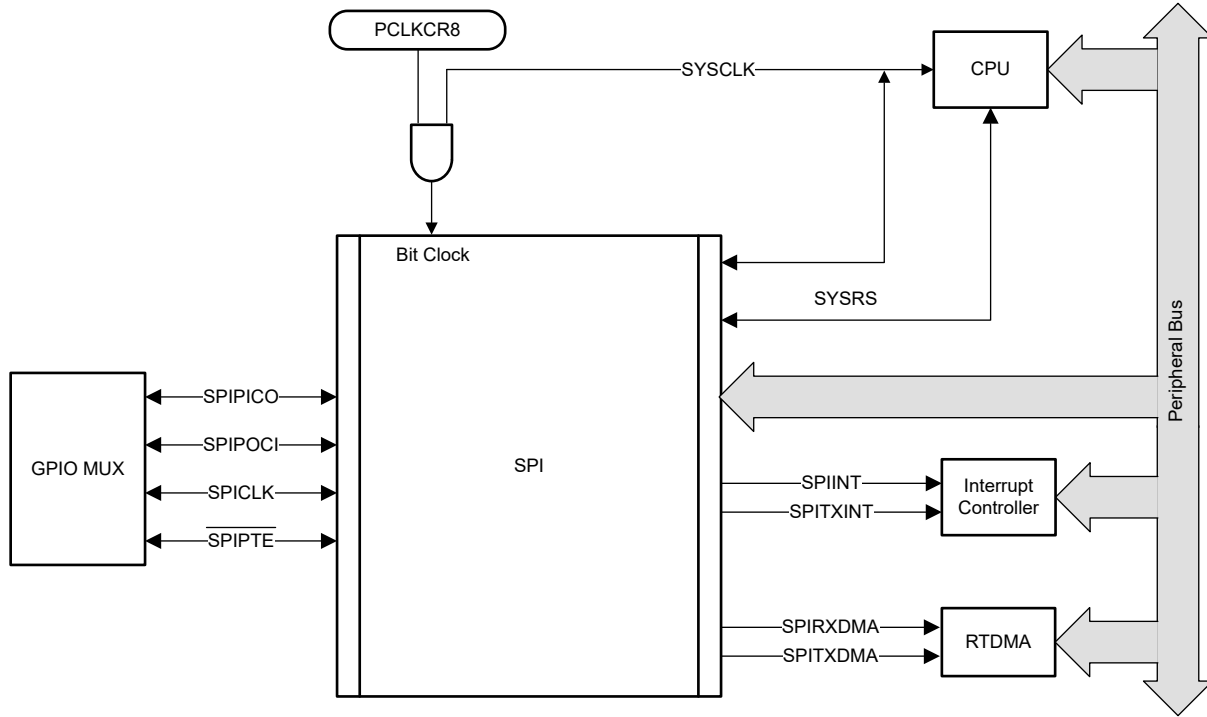 PCLKCR8
SYSCLK
CPU
Bit Clock
SYSRS
Peripheral Bus
SPIPICO
SPIPOCI
GPIO MUX
SPI
SPICLK
SPIPTE
SPIINT
SPITXINT
Interrupt
Controller
SPIRXDMA
SPITXDMA
RTDMA